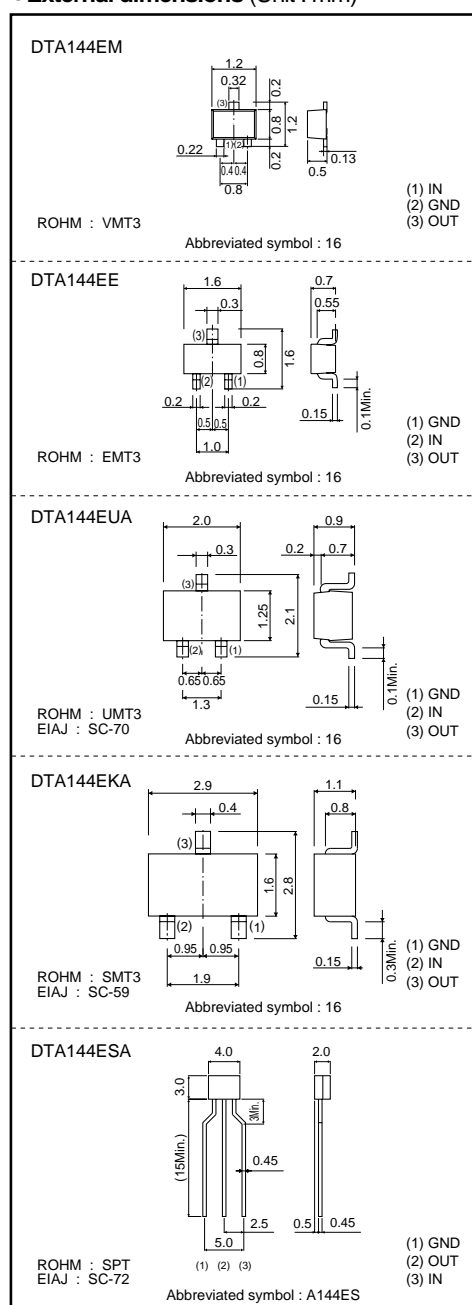 External dimensions (Unit : mm)
DTA144EM
1.2
0.32
0.2
(3)
0.8
1.2
0.22
(1)
(2)
0.2
0.4
0.4
0.8
0.5
0.13
(1) IN
(2) GND
(3) OUT
ROHM : VMT3
Abbreviated symbol : 16
DTA144EE
1.6
0.3
(3)
0.8
1.6
(2)
(1)
0.2
0.2
0.5
0.5
1.0
0.7
0.55
0.15
0.1Min.
(1) GND
(2) IN
(3) OUT
ROHM : EMT3
Abbreviated symbol : 16
DTA144EUA
2.0
0.3
(3)
1.25
2.1
(2)
(1)
0.65
0.65
1.3
0.9
0.2
0.7
0.15
0.1Min.
(1) GND
(2) IN
(3) OUT
ROHM : UMT3
EIAJ : SC-70
Abbreviated symbol : 16
DTA144EKA
2.9
0.4
(3)
1.6
2.8
(2)
(1)
0.95
0.95
1.9
1.1
0.8
0.15
0.3Min.
(1) GND
(2) IN
(3) OUT
ROHM : SMT3
EIAJ : SC-59
Abbreviated symbol : 16
DTA144ESA
4.0
2.0
3.0
3Min.
(15Min.)
0.45
2.5
5.0
0.5
0.45
(1)
(2)
(3)
(1) GND
(2) OUT
(3) IN
ROHM : SPT
EIAJ : SC-72
Abbreviated symbol : A144ES